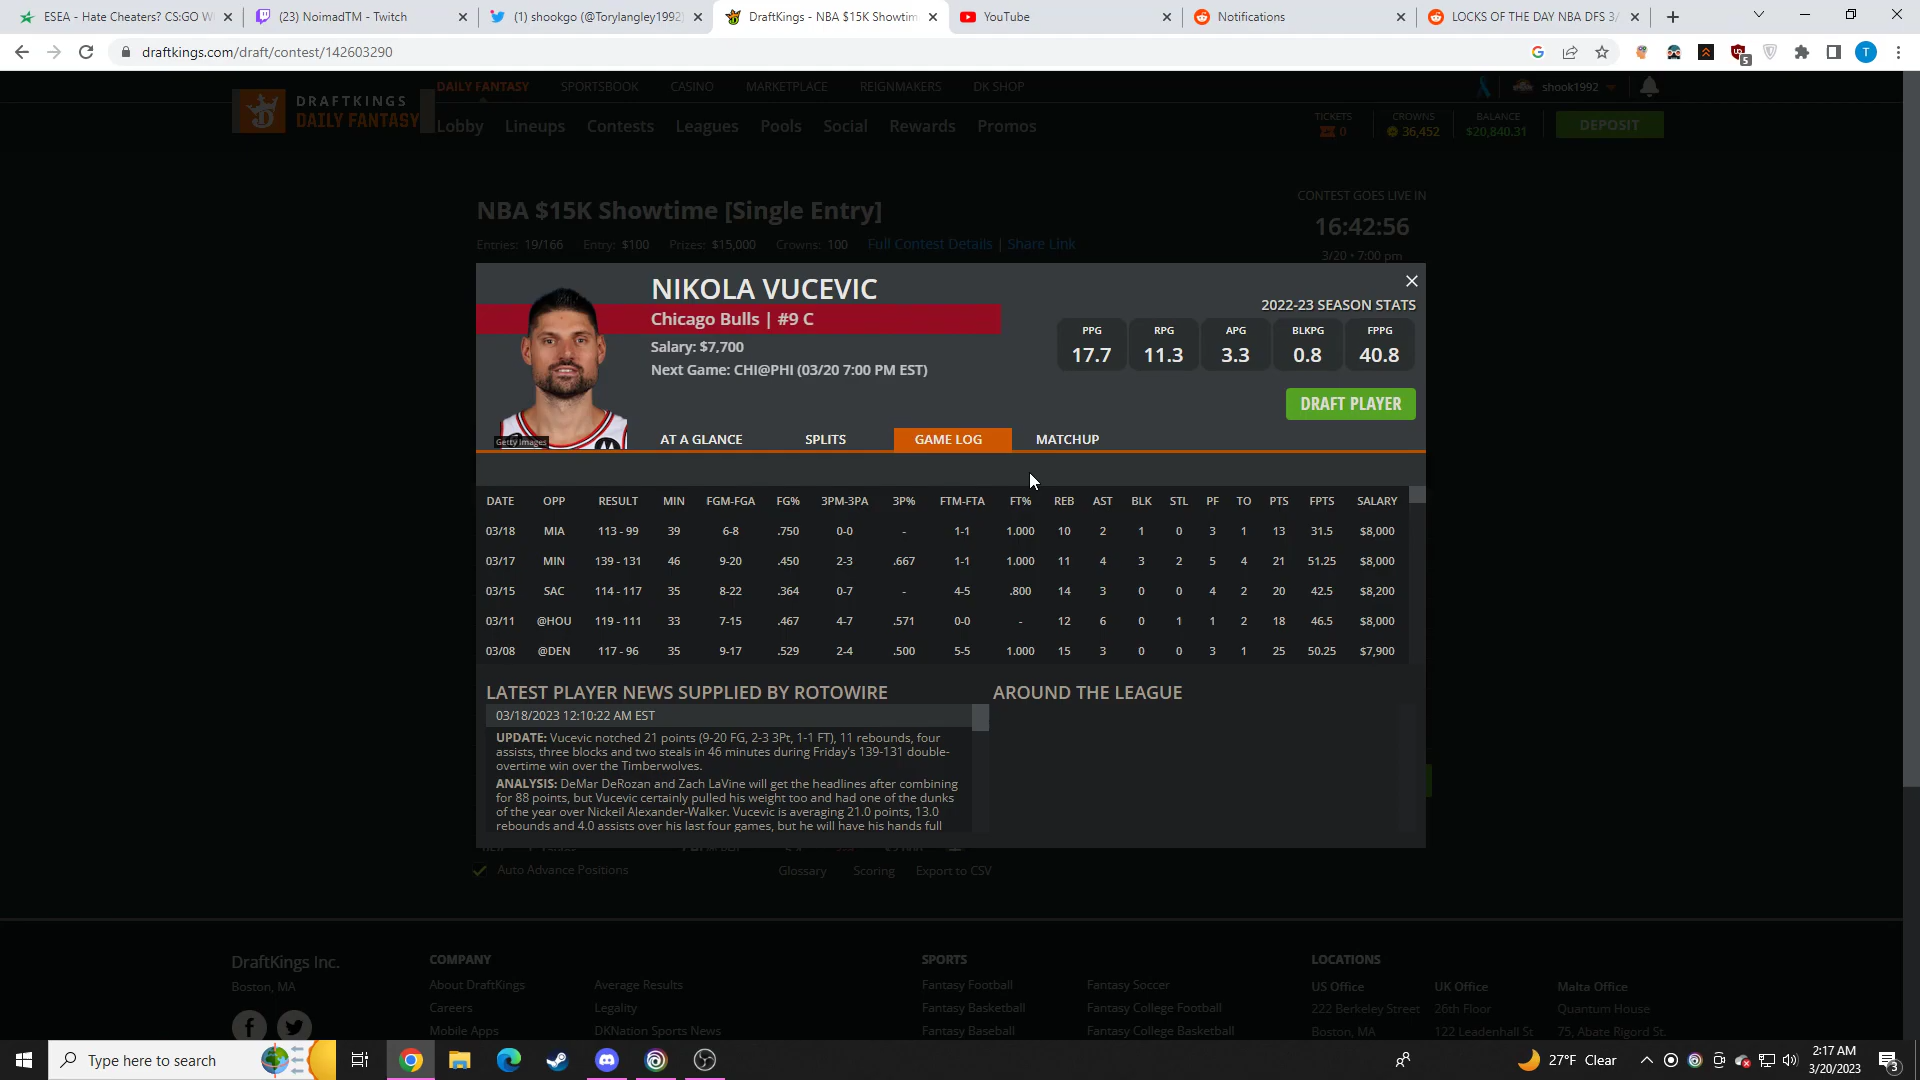 ESEA - Hate Cheaters? CS:GO W
(23) NoimadTM - Twitch
(1) shookgo (@Torylangley1992)
DraftKings - NBA $15K Showtim
YouTube
Notifications
LOCKS OF THE DAY NBA DFS 3/
draftkings.com/draft/contest/142603290
5
T
DRAFTKINGS
DAILY FANTASY
DAILY FANTASY
SPORTSBOOK
CASINO
MARKETPLACE
REIGNMAKERS
DK SHOP
shook1992
Lobby
Lineups
Contests
Leagues
Pools
Social
Rewards
Promos
TICKETS
0
CROWNS
36,452
BALANCE
$20,840.31
DEPOSIT
NBA $15K Showtime [Single Entry]
Entries: 19/166 Entry: $100 Prizes: $15,000 Crowns: 100 Full Contest Details | Share Link
CONTEST GOES LIVE IN
16:42:56
3/20 • 7:00 pm
NIKOLA VUCEVIC
Chicago Bulls | #9 C
Salary: $7,700
Next Game: CHI@PHI (03/20 7:00 PM EST)
Getty Images
2022-23 SEASON STATS
PPG RPG APG BLKPG FPPG
17.7 11.3 3.3 0.8 40.8
DRAFT PLAYER
AT A GLANCE SPLITS GAME LOG MATCHUP
DATE OPP RESULT MIN FGM-FGA FG% 3PM-3PA 3P% FTM-FTA FT% REB AST BLK STL PF TO PTS FPTS SALARY
03/18 MIA 113 - 99 39 6-8 .750 0-0 - 1-1 1.000 10 2 1 0 3 1 13 31.5 $8,000
03/17 MIN 139 - 131 46 9-20 .450 2-3 .667 1-1 1.000 11 4 3 2 5 4 21 51.25 $8,000
03/15 SAC 114 - 117 35 8-22 .364 0-7 - 4-5 .800 14 3 0 0 4 2 20 42.5 $8,200
03/11 @HOU 119 - 111 33 7-15 .467 4-7 .571 0-0 - 12 6 0 1 1 2 18 46.5 $8,000
03/08 @DEN 117 - 96 35 9-17 .529 2-4 .500 5-5 1.000 15 3 0 0 3 1 25 50.25 $7,900
LATEST PLAYER NEWS SUPPLIED BY ROTOWIRE
AROUND THE LEAGUE
03/18/2023 12:10:22 AM EST
UPDATE: Vucevic notched 21 points (9-20 FG, 2-3 3Pt, 1-1 FT), 11 rebounds, four
assists, three blocks and two steals in 46 minutes during Friday's 139-131 double-
overtime win over the Timberwolves.
ANALYSIS: DeMar DeRozan and Zach LaVine will get the headlines after combining
for 88 points, but Vucevic certainly pulled his weight too and had one of the dunks
of the year over Nickeil Alexander-Walker. Vucevic is averaging 21.0 points, 13.0
rebounds and 4.0 assists over his last four games, but he will have his hands full
Auto Advance Positions
Glossary
Scoring
Export to CSV
DraftKings Inc.
Boston, MA
COMPANY
About DraftKings
Careers
Mobile Apps
Average Results
Legality
DKNation Sports News
SPORTS
Fantasy Football
Fantasy Basketball
Fantasy Baseball
Fantasy Soccer
Fantasy College Football
Fantasy College Basketball
LOCATIONS
US Office
222 Berkeley Street
Boston, MA
UK Office
26th Floor
122 Leadenhall St
Malta Office
Quantum House
75, Abate Rigord St.
Type here to search
27°F Clear
2:17 AM
3/20/2023
3